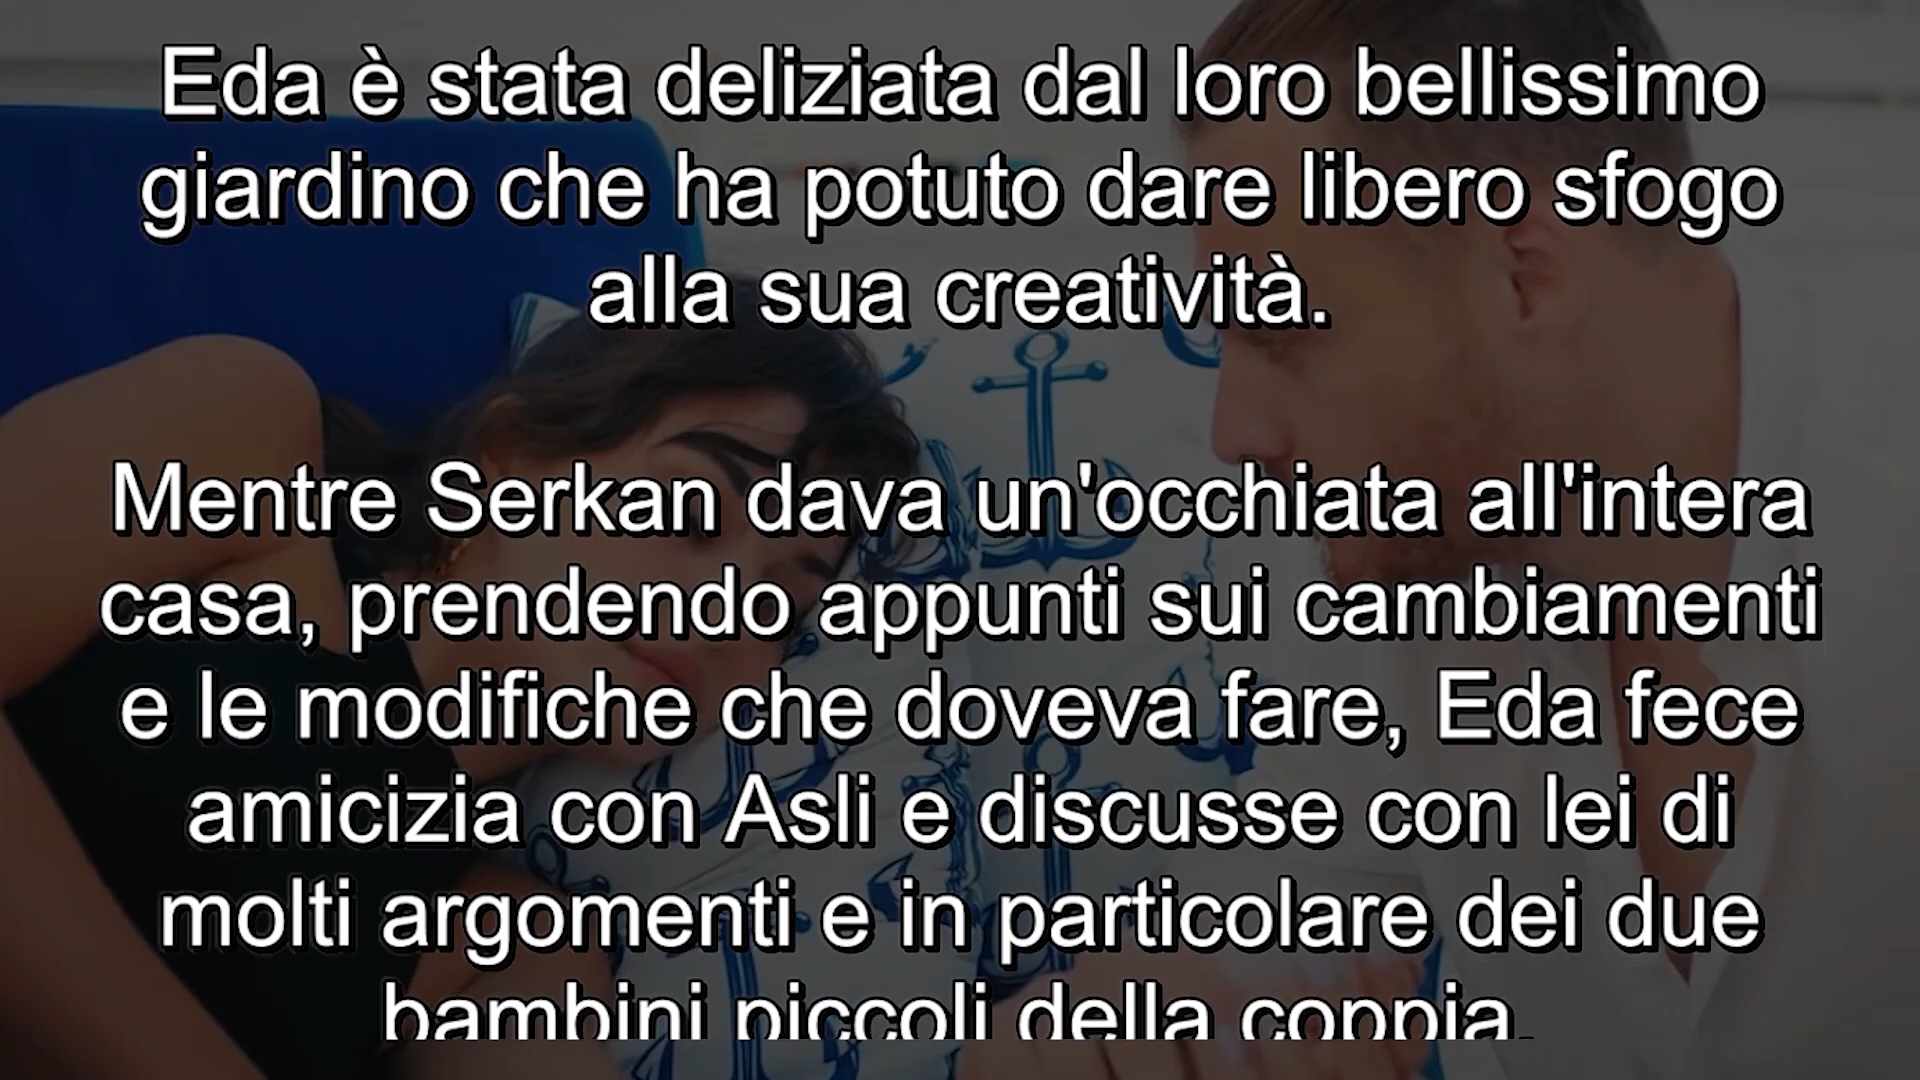 Eda è stata deliziata dal loro bellissimo
giardino che ha potuto dare libero sfogo
alla sua creatività.
Mentre Serkan dava un'occhiata all'intera
casa, prendendo appunti sui cambiamenti
e le modifiche che doveva fare, Eda fece
amicizia con Asli e discusse con lei di
molti argomenti e in particolare dei due
bambini piccoli della coppia.